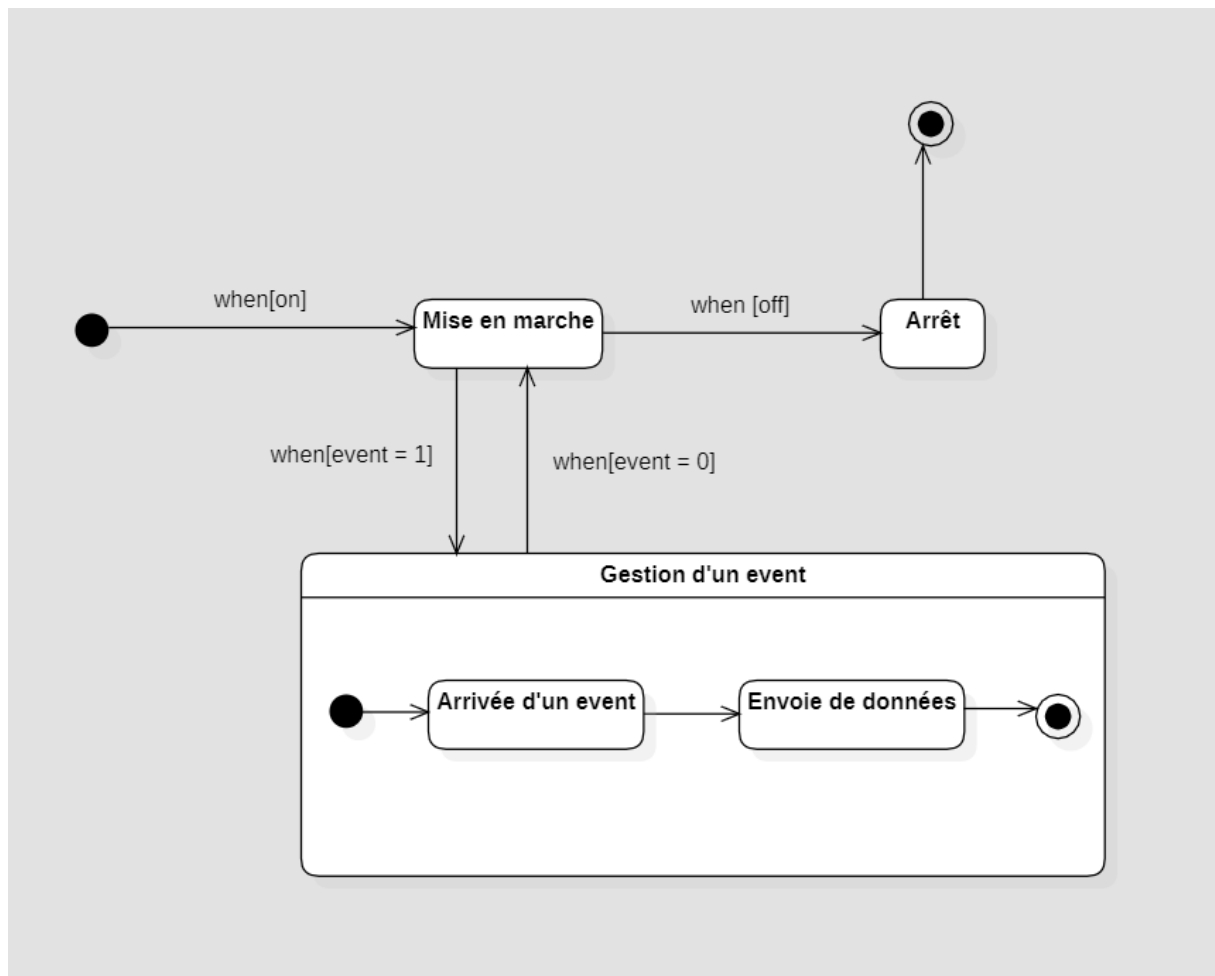 when[on]
Mise en marche
when [off]
Arrêt
when[event = 1]
when[event = 0]
Gestion d'un event
Arrivée d'un event
Envoie de données